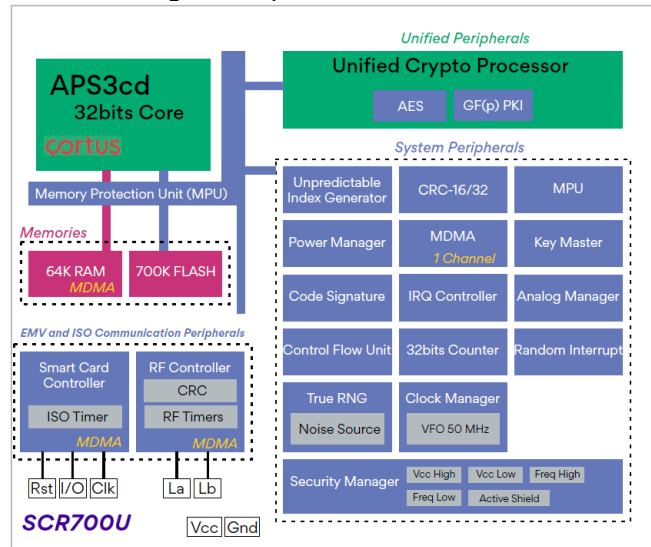 Unified Peripherals
APS3cd
32bits Core
cortus
Unified Crypto Processor
AES
GF(p) PKI
Memory Protection Unit (MPU)
Memories
64K RAM
MDMA
700K FLASH
System Peripherals
Unpredictable
Index Generator
CRC-16/32
MPU
Power Manager
MDMA
1 Channel
Key Master
Code Signature
IRQ Controller
Analog Manager
Control Flow Unit
32bits Counter
Random Interrupt
True RNG
Noise Source
Clock Manager
VFO 50 MHz
Security Manager
Vcc High
Vcc Low
Freq High
Freq Low
Active Shield
EMV and ISO Communication Peripherals
Smart Card
Controller
ISO Timer
MDMA
RF Controller
CRC
RF Timers
MDMA
Rst
I/O
Clk
La
Lb
SCR700U
Vcc
Gnd